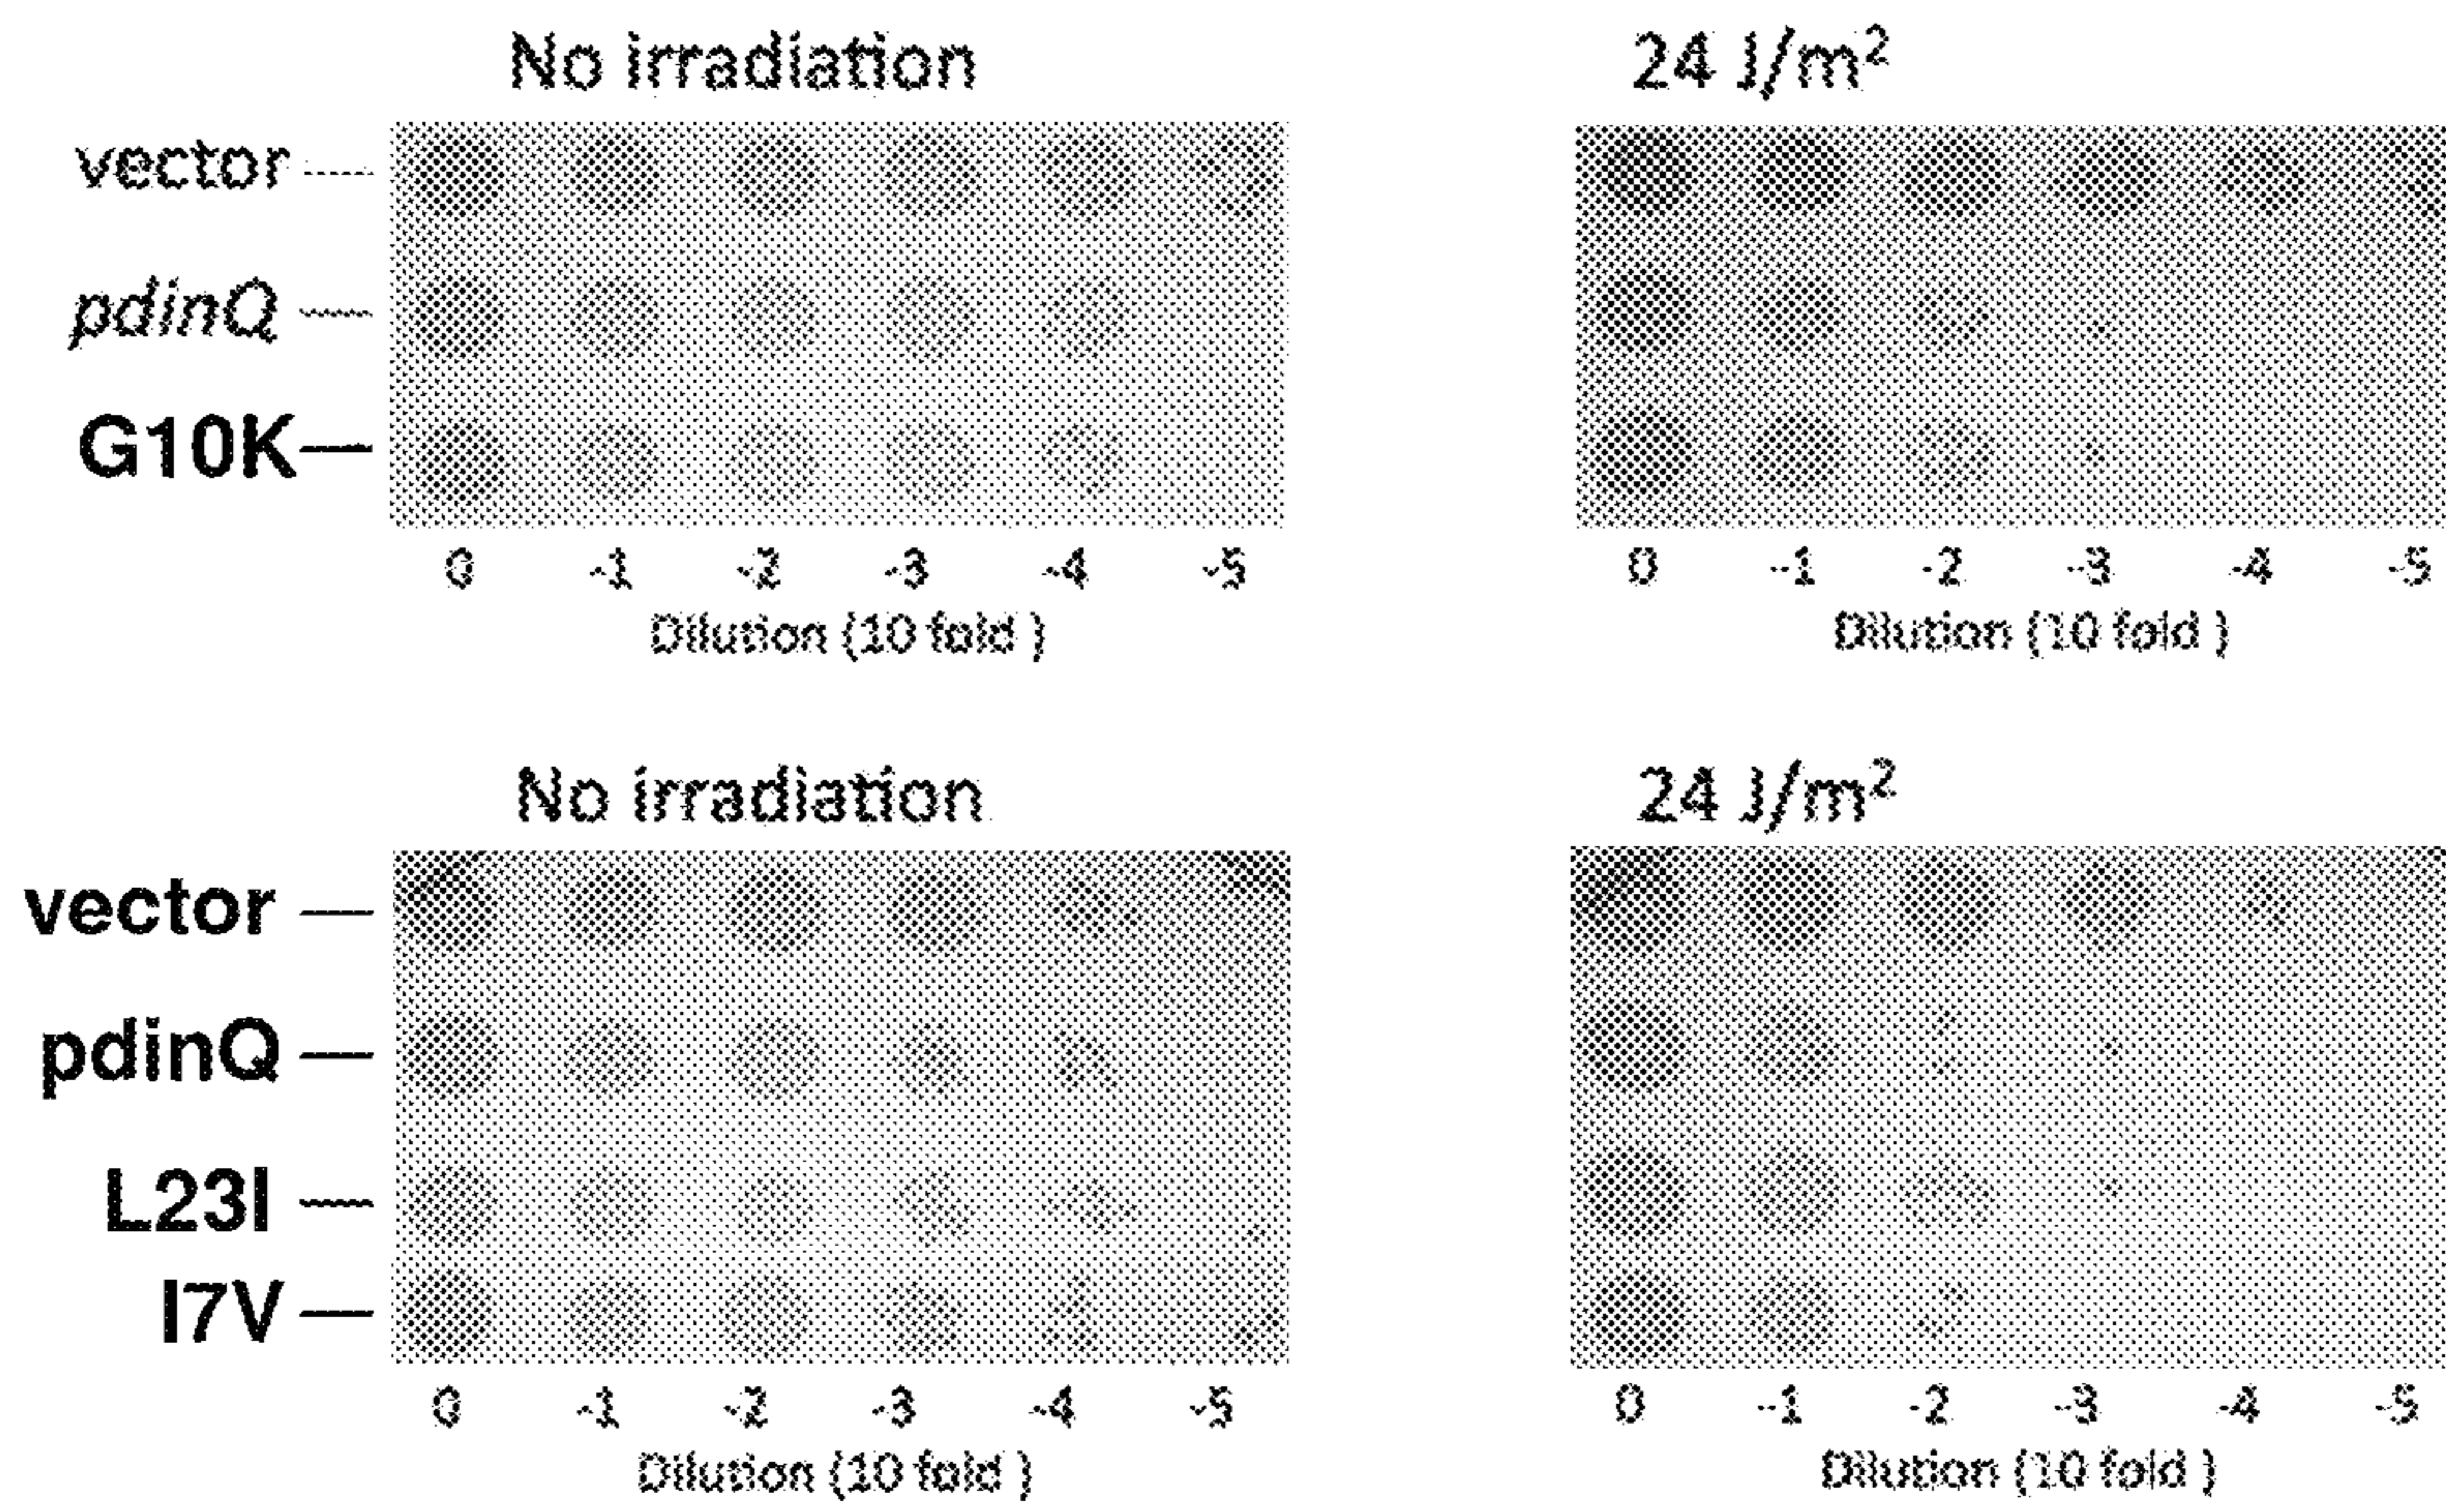 No irradiation
24 J/m²
vector
pdinQ
G10K
0 -1 -2 -3 -4 -5
Dilution (10 fold )
0 -1 -2 -3 -4 -5
Dilution (10 fold )
No irradiation
24 J/m²
vector
pdinQ
L23I
I7V
0 -1 -2 -3 -4 -5
Dilution (10 fold )
0 -1 -2 -3 -4 -5
Dilution (10 fold )